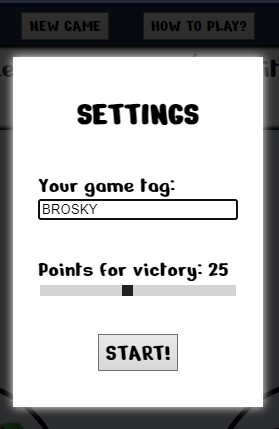 NEW GAME
HOW TO PLAY?
SETTINGS
Your game tag:
BROSKY
Points for victory: 25
START!